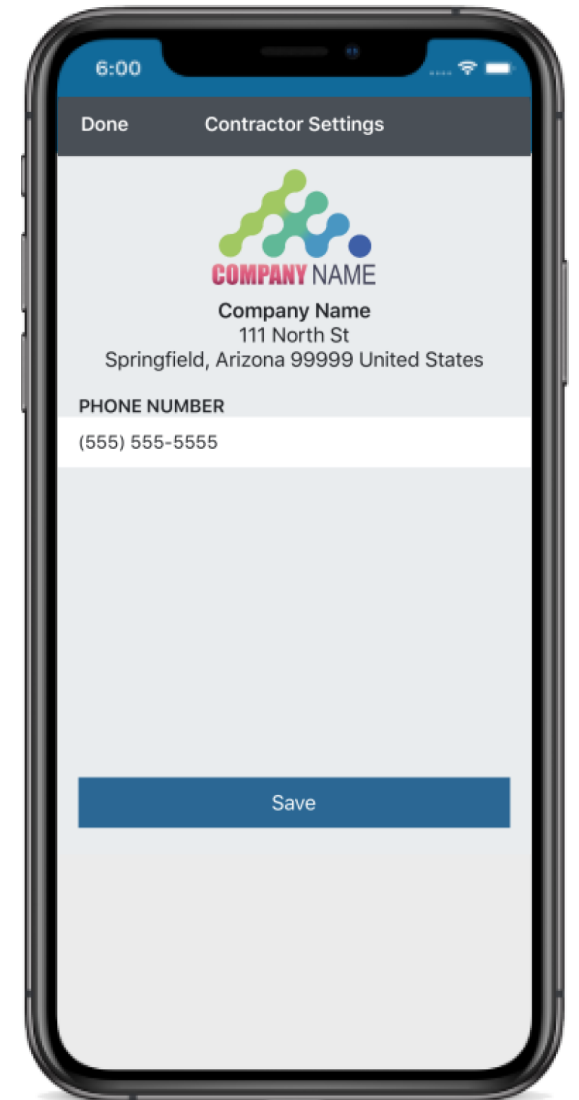 6:00
Done Contractor Settings
COMPANY NAME
Company Name
111 North St
Springfield, Arizona 99999 United States
PHONE NUMBER
(555) 555-5555
Save